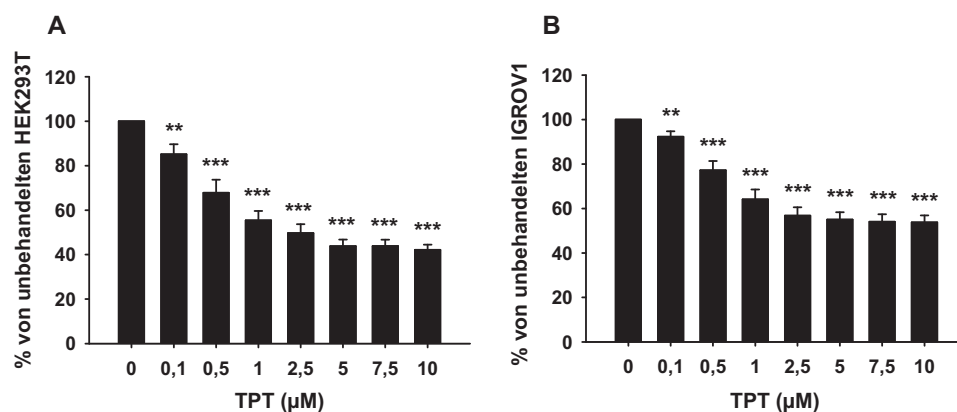 A
% von unbehandelten HEK293T
120
100
80
60
40
20
0
** *** *** *** *** *** ***
0 0,1 0,5 1 2,5 5 7,5 10
TPT (µM)
B
% von unbehandelten IGROV1
120
100
80
60
40
20
0
** *** *** *** *** *** ***
0 0,1 0,5 1 2,5 5 7,5 10
TPT (µM)